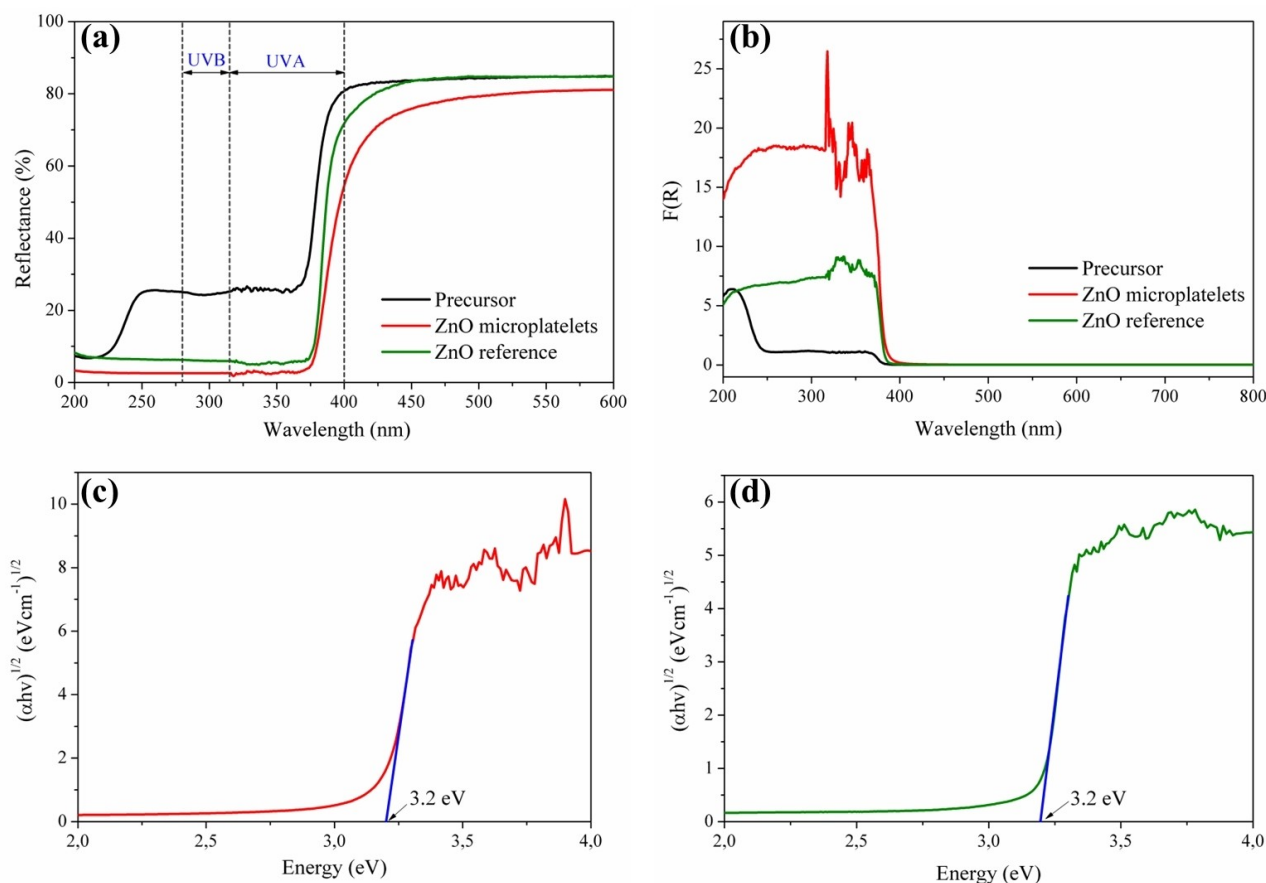 (a)
UVB
UVA
100
80
60
40
20
0
Reflectance (%)
Precursor
ZnO microplatelets
ZnO reference
200
250
300
350
400
450
500
550
600
Wavelength (nm)
(b)
25
20
15
10
5
0
F(R)
Precursor
ZnO microplatelets
ZnO reference
200
300
400
500
600
700
800
Wavelength (nm)
(c)
10
8
6
4
2
0
(αhν)^1/2 (eVcm^-1)^1/2
3.2 eV
2,0
2,5
3,0
3,5
4,0
Energy (eV)
(d)
6
5
4
3
2
1
0
(αhν)^1/2 (eVcm^-1)^1/2
3.2 eV
2,0
2,5
3,0
3,5
4,0
Energy (eV)